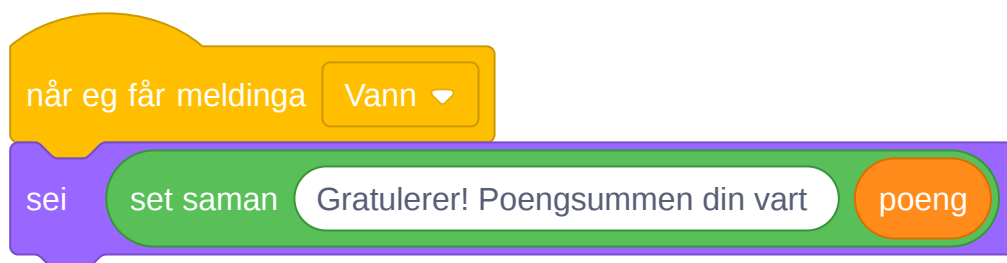 når eg får meldinga Vann
sei set saman Gratulerer! Poengsummen din vart poeng